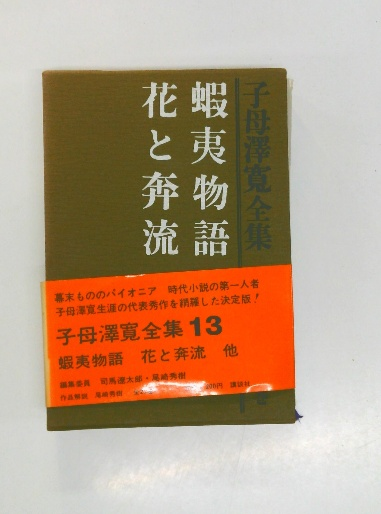 子母澤寛全集
蝦夷物語
花と奔流
幕末もののパイオニア 時代小説の第一人者
子母澤寛生涯の代表秀作を網羅した決定版！
子母澤寛全集 13
蝦夷物語 花と奔流 他
編集委員 司馬遼太郎・尾崎秀樹
作品解説 尾崎秀樹 講談社